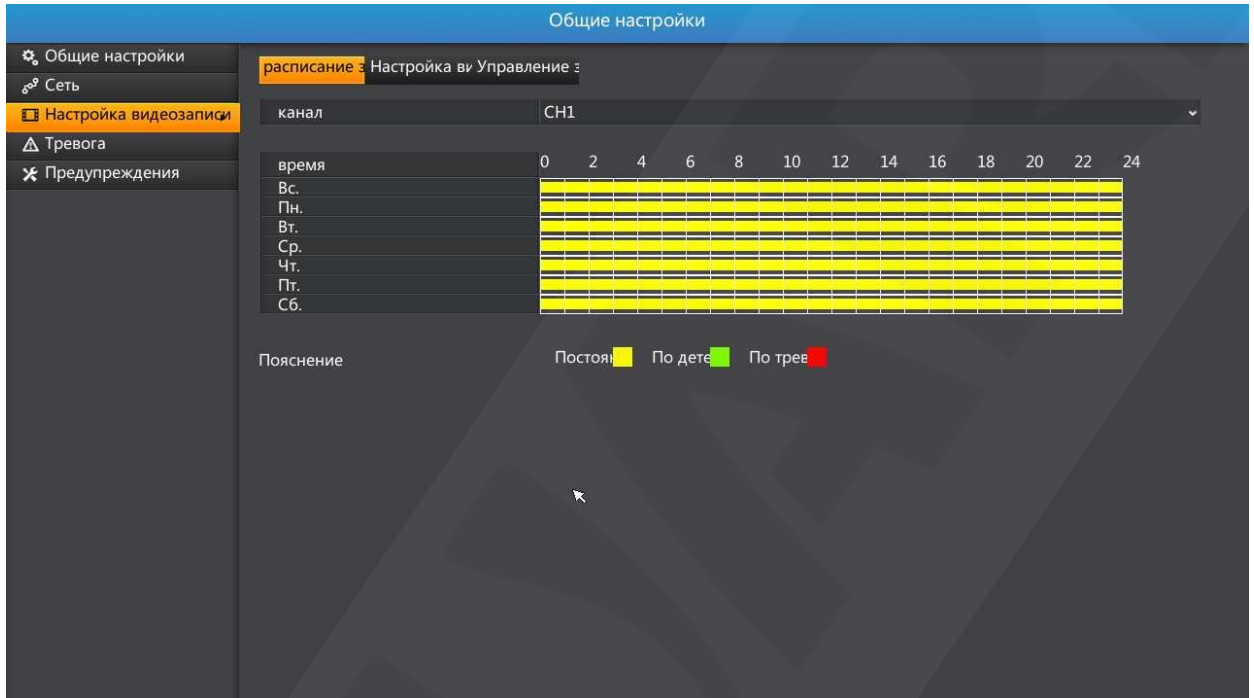 Общие настройки
Общие настройки
Сеть
Настройка видеозаписи
Тревога
Предупреждения
расписание з Настройка ви Управление з
канал CH1
время 0 2 4 6 8 10 12 14 16 18 20 22 24
Вс.
Пн.
Вт.
Ср.
Чт.
Пт.
Сб.
Пояснение Постоян По дете По трев